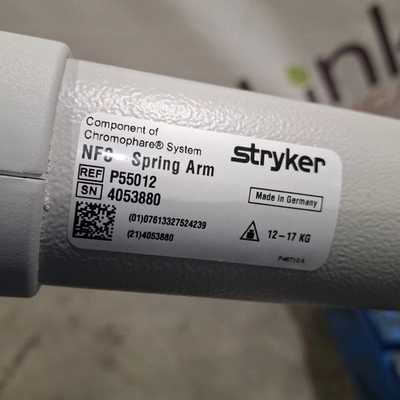 link
Component of
Chromophare® System
stryker
NFC - Spring Arm
REF P55012
SN 4053880
Made in Germany
(01)07613327524239
(21)4053880
12-17 KG